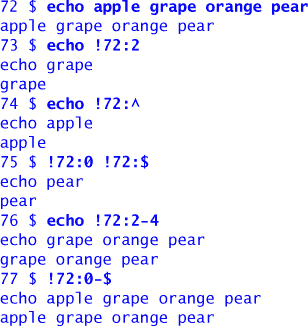 72 $ echo apple grape orange pear
apple grape orange pear
73 $ echo !72:2
echo grape
grape
74 $ echo !72:^
echo apple
apple
75 $ !72:0 !72:$
echo pear
pear
76 $ echo !72:2-4
echo grape orange pear
grape orange pear
77 $ !72:0-$
echo apple grape orange pear
apple grape orange pear